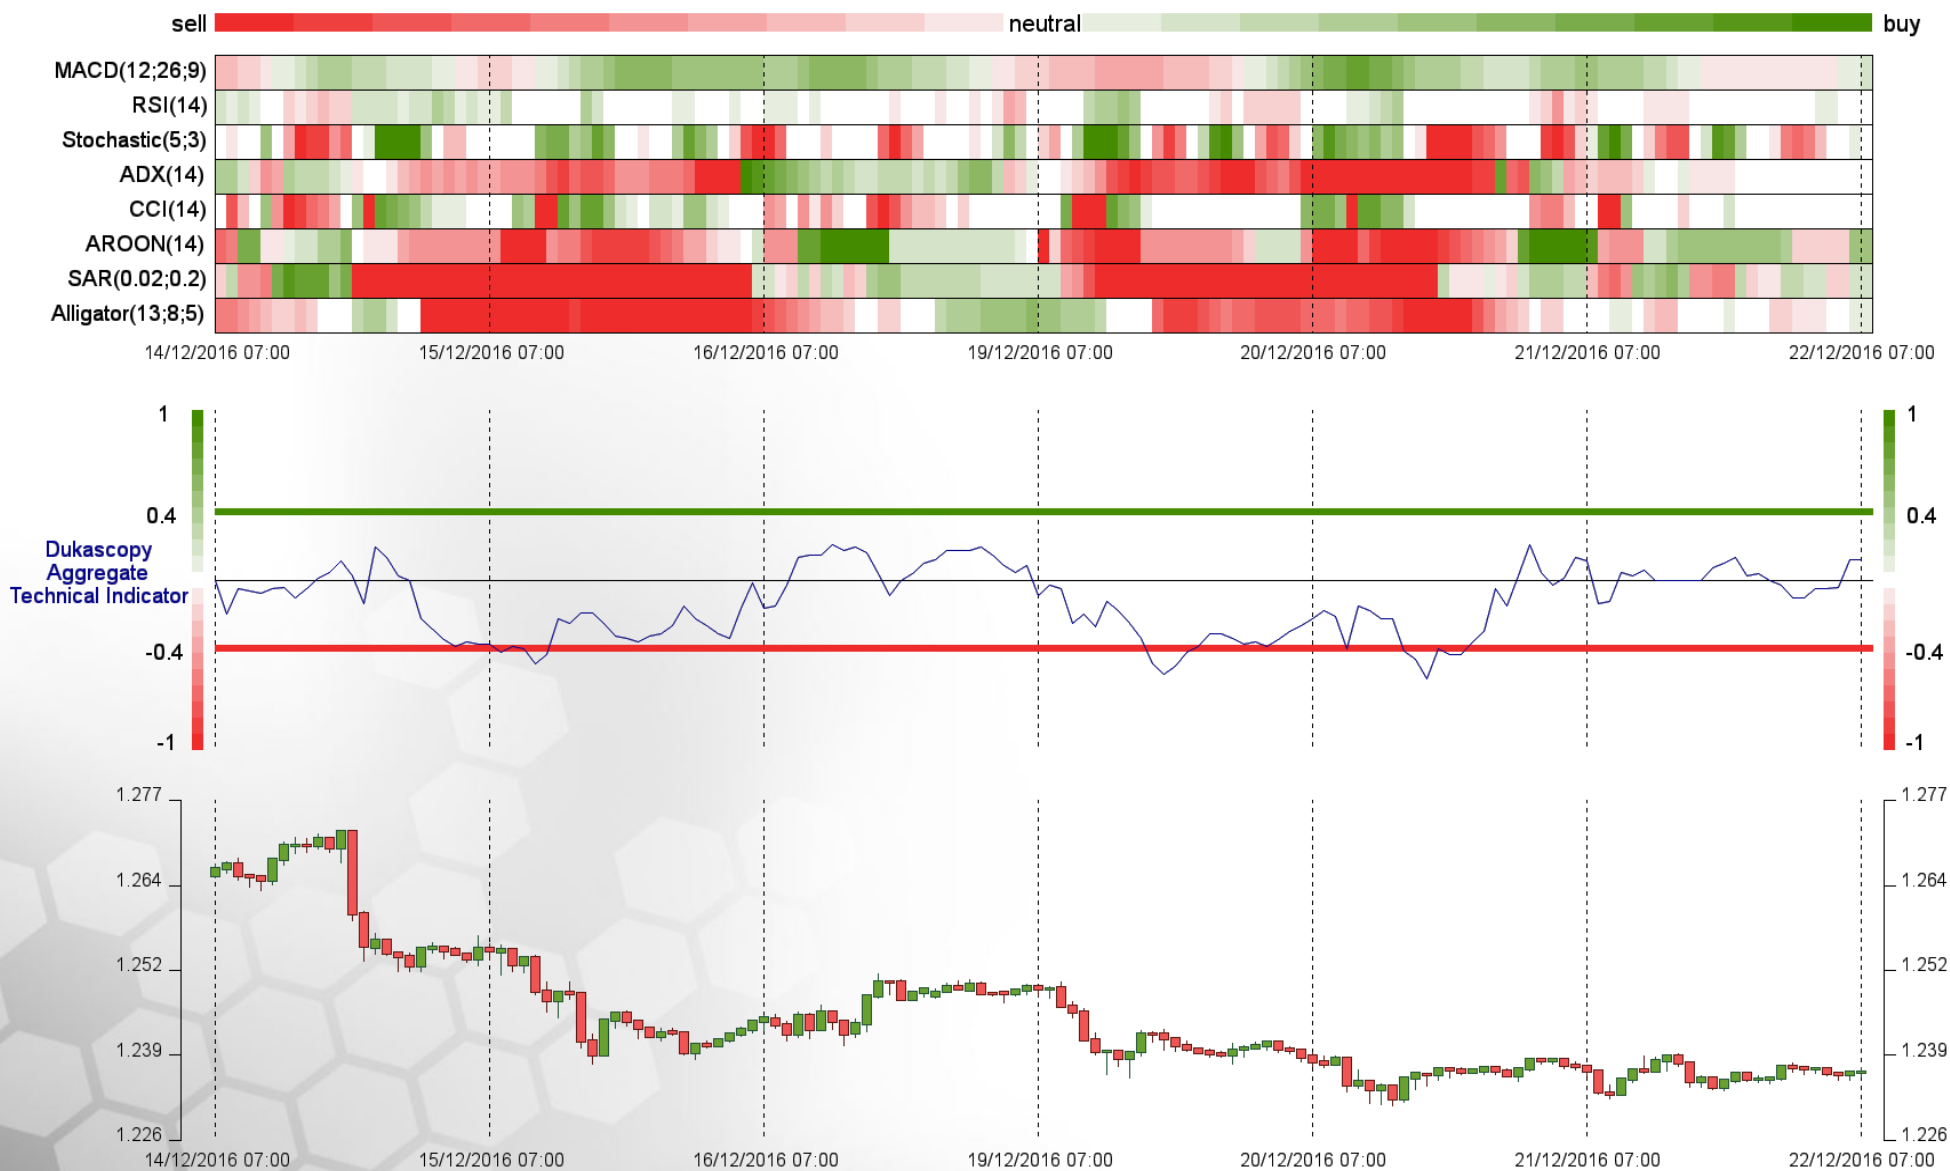 sell neutral buy
MACD(12;26;9)
RSI(14)
Stochastic(5;3)
ADX(14)
CCI(14)
AROON(14)
SAR(0.02;0.2)
Alligator(13;8;5)
14/12/2016 07:00 15/12/2016 07:00 16/12/2016 07:00 19/12/2016 07:00 20/12/2016 07:00 21/12/2016 07:00 22/12/2016 07:00
1 1
0.4 0.4
Dukascopy
Aggregate
Technical Indicator
-0.4 -0.4
-1 -1
1.277 1.277
1.264 1.264
1.252 1.252
1.239 1.239
1.226 1.226
14/12/2016 07:00 15/12/2016 07:00 16/12/2016 07:00 19/12/2016 07:00 20/12/2016 07:00 21/12/2016 07:00 22/12/2016 07:00